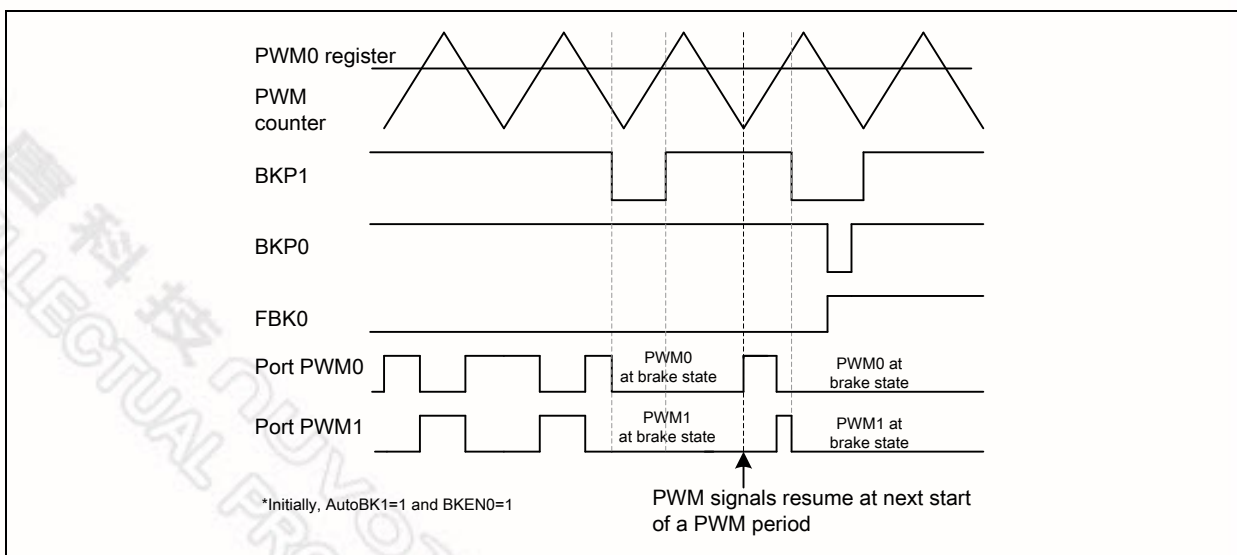 PWM0 register
PWM
counter
BKP1
BKP0
FBK0
Port PWM0
PWM0
at brake state
PWM0 at
brake state
Port PWM1
PWM1
at brake state
PWM1 at
brake state
*Initially, AutoBK1=1 and BKEN0=1
PWM signals resume at next start
of a PWM period
科技